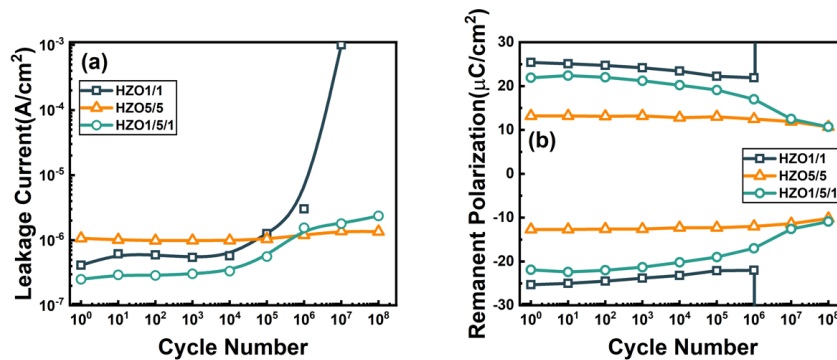 (a)
HZO1/1
HZO5/5
HZO1/5/1
Leakage Current(A/cm²)
10⁻³
10⁻⁴
10⁻⁵
10⁻⁶
10⁻⁷
10⁰ 10¹ 10² 10³ 10⁴ 10⁵ 10⁶ 10⁷ 10⁸
Cycle Number
(b)
HZO1/1
HZO5/5
HZO1/5/1
Remanent Polarization(μC/cm²)
30
20
10
0
-10
-20
-30
10⁰ 10¹ 10² 10³ 10⁴ 10⁵ 10⁶ 10⁷ 10⁸
Cycle Number